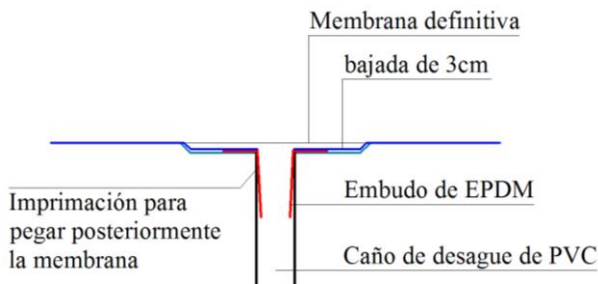 Membrana definitiva
bajada de 3cm
Imprimación para
pegar posteriormente
la membrana
Embudo de EPDM
Caño de desague de PVC